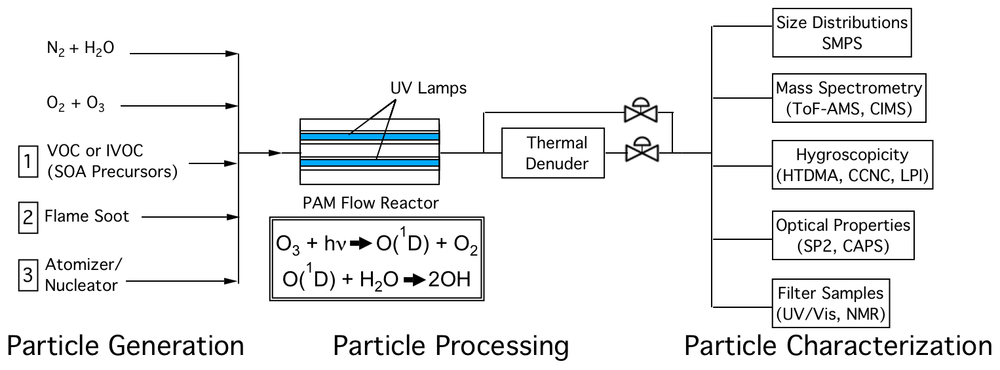 N₂ + H₂O
O₂ + O₃
1
VOC or IVOC
(SOA Precursors)
2
Flame Soot
3
Atomizer/
Nucleator
Particle Generation
UV Lamps
PAM Flow Reactor
O₃ + hν ➡ O(¹D) + O₂
O(¹D) + H₂O ➡ 2OH
Thermal
Denuder
Particle Processing
Size Distributions
SMPS
Mass Spectrometry
(ToF-AMS, CIMS)
Hygroscopicity
(HTDMA, CCNC, LPI)
Optical Properties
(SP2, CAPS)
Filter Samples
(UV/Vis, NMR)
Particle Characterization